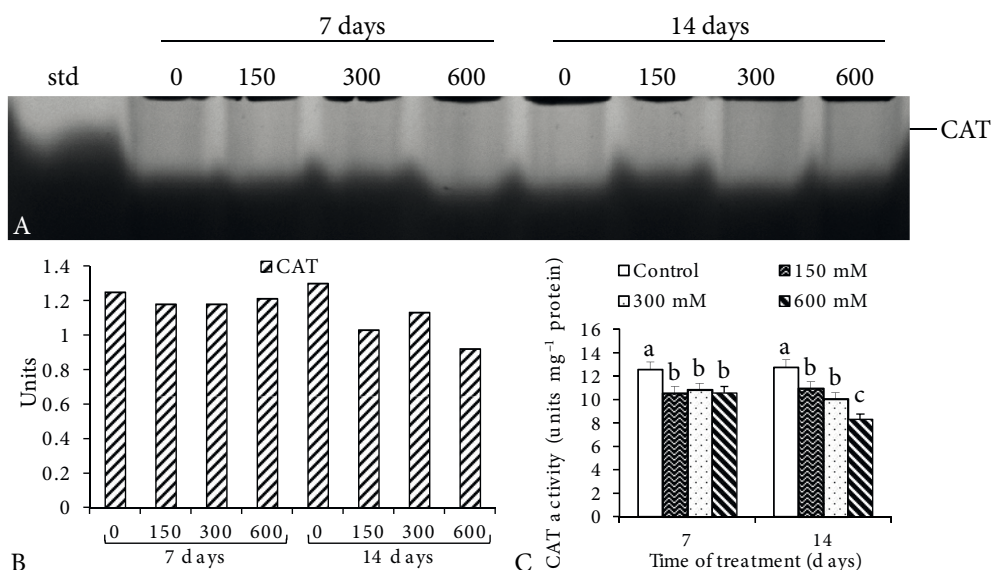 7 days 14 days
std 0 150 300 600 0 150 300 600
CAT
A
1.4
1.2
1
0.8
0.6
0.4
0.2
0
Units
CAT
0 150 300 600 0 150 300 600
7 days 14 days
B
Control 150 mM
300 mM 600 mM
16
14
12
10
8
6
4
2
0
CAT activity (units mg⁻¹ protein)
a b b b a b b c
7 14
Time of treatment (days)
C